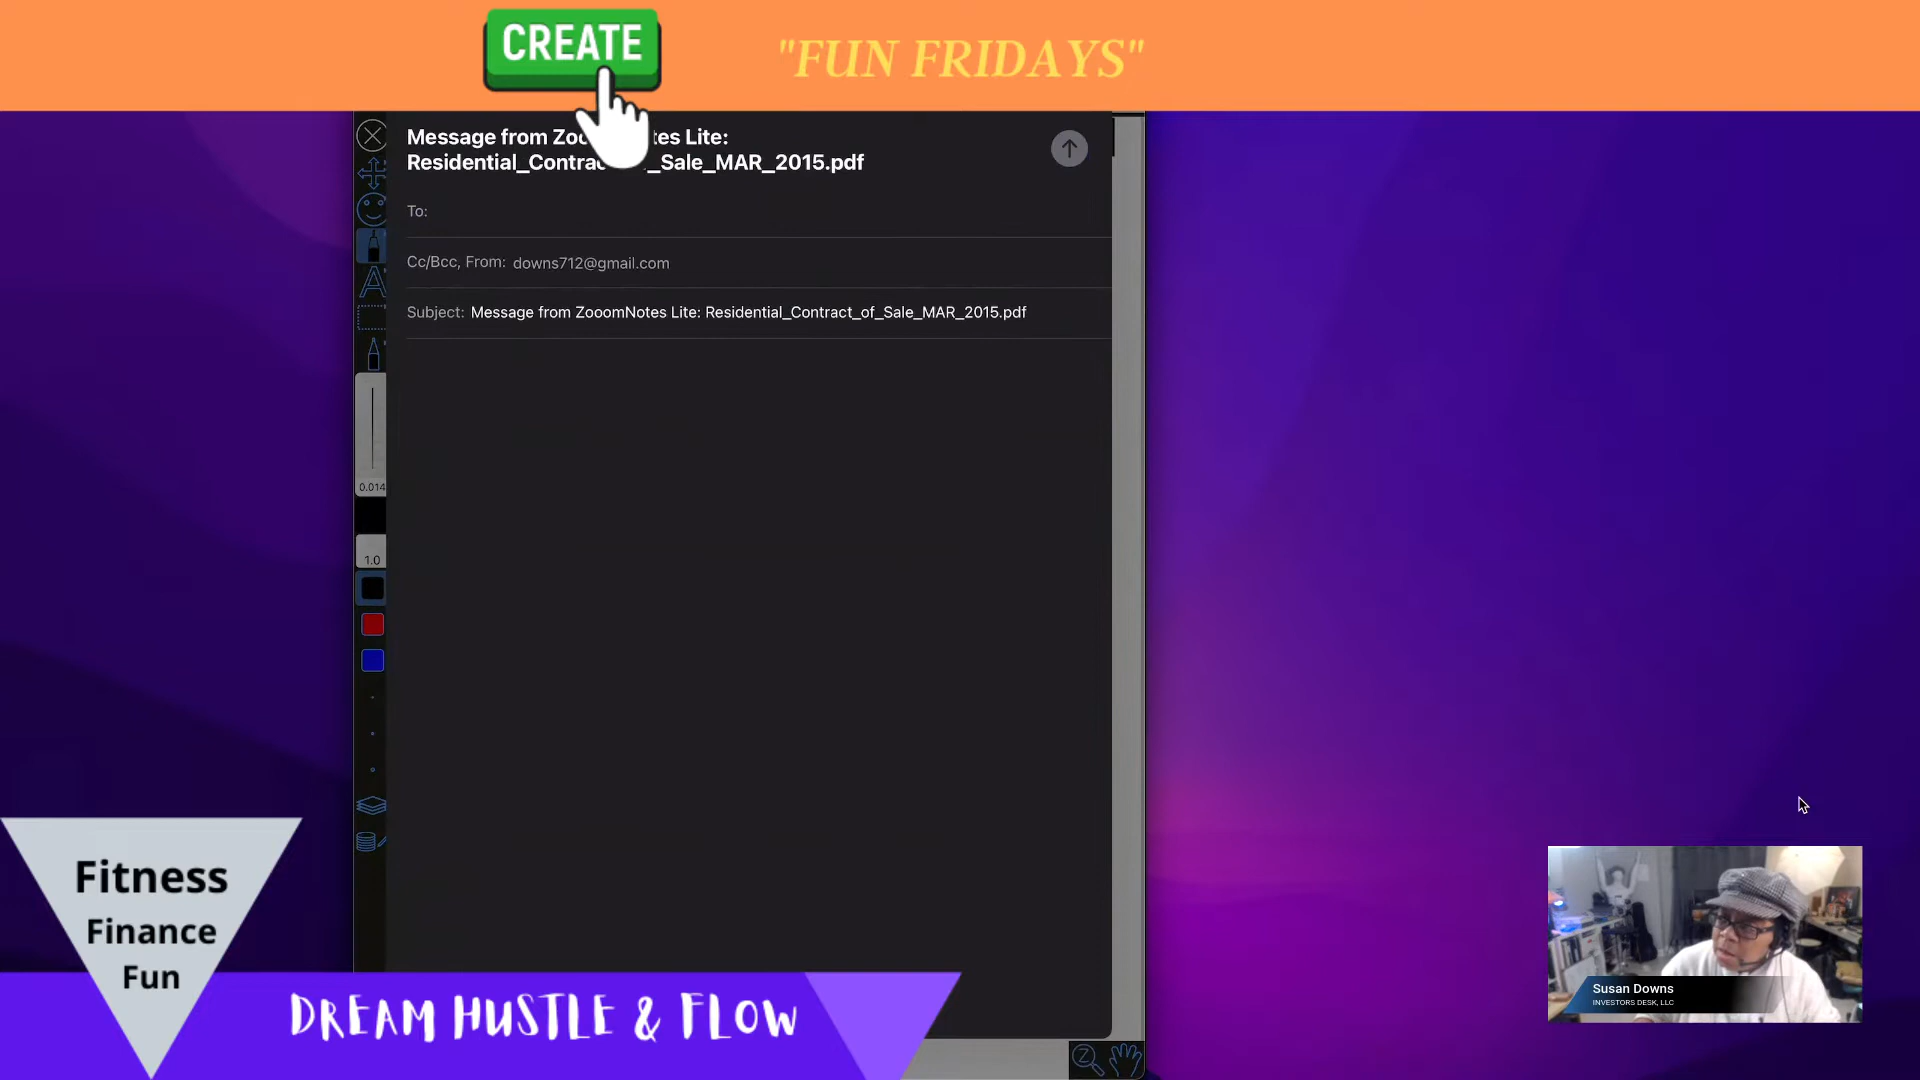 CREATE
"FUN FRIDAYS"
Message from Zoo tes Lite:
Residential_Contra _Sale_MAR_2015.pdf
To:
Cc/Bcc, From: downs712@gmail.com
Subject: Message from ZooomNotes Lite: Residential_Contract_of_Sale_MAR_2015.pdf
A
0.014
1.0
Fitness
Finance
Fun
DREAM HUSTLE & FLOW
Susan Downs
INVESTORS DESK, LLC
Z